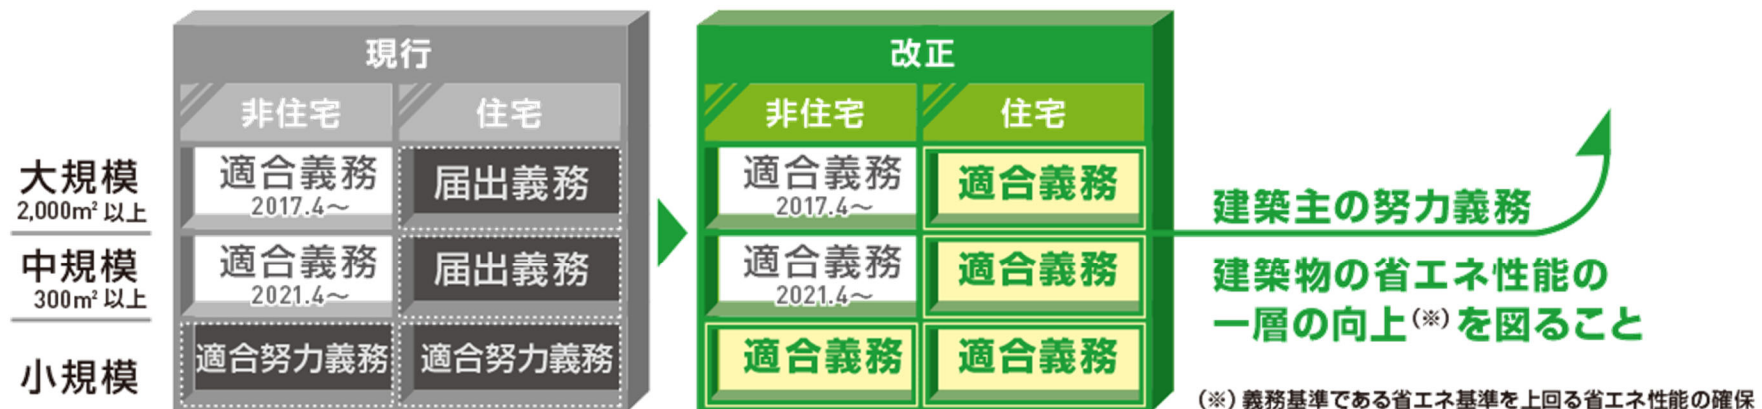 現行
改正
非住宅 住宅
非住宅 住宅
大規模
2,000m² 以上
適合義務
2017.4～
届出義務
適合義務
2017.4～
適合義務
中規模
300m² 以上
適合義務
2021.4～
届出義務
適合義務
2021.4～
適合義務
小規模
適合努力義務
適合努力義務
適合義務
適合義務
建築主の努力義務
建築物の省エネ性能の
一層の向上(※)を図ること
(※)義務基準である省エネ基準を上回る省エネ性能の確保